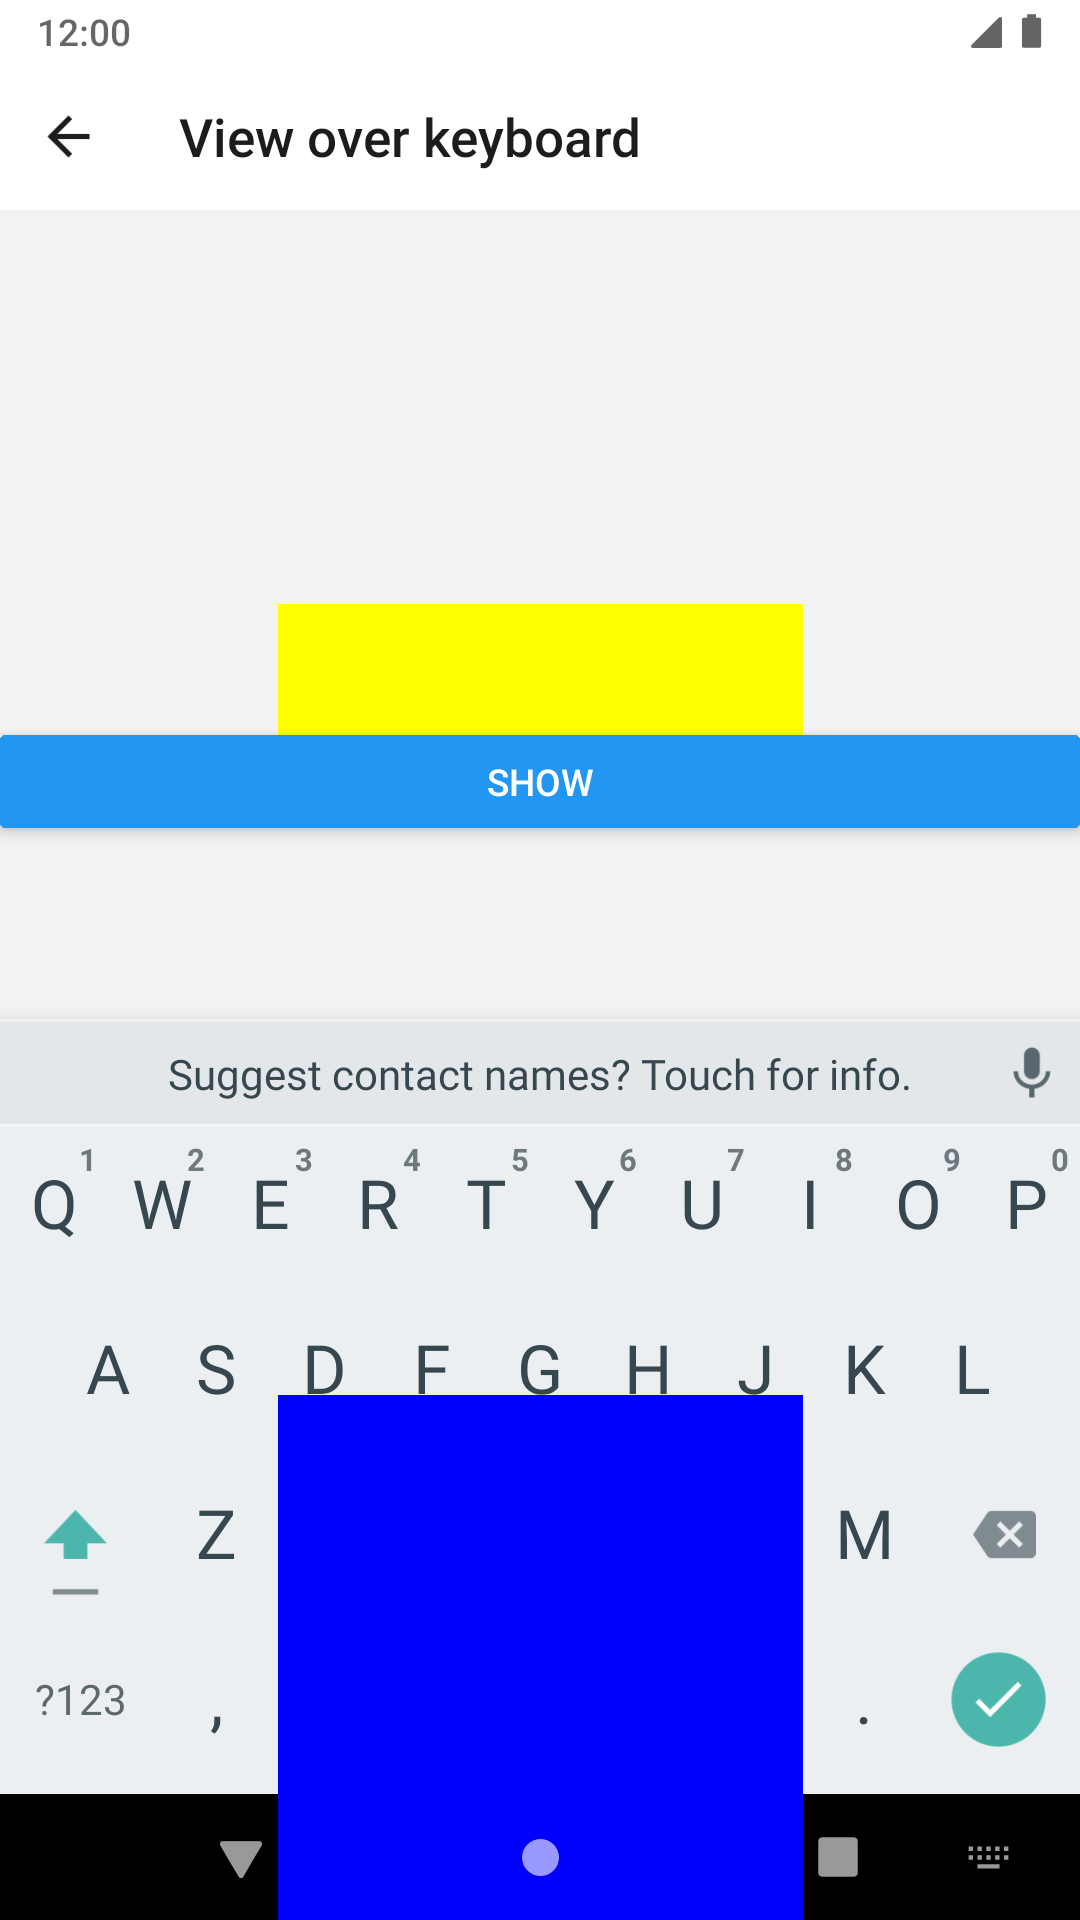 12:00
View over keyboard
SHOW
Suggest contact names? Touch for info.
1 2 3 4 5 6 7 8 9 0
Q W E R T Y U I O P
A S D F G H J K L
Z M
?123 , .